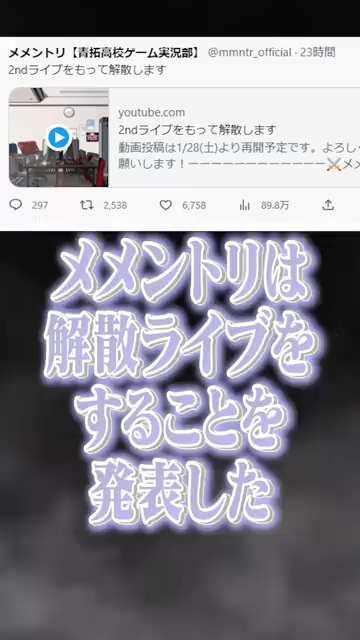 メメントリ【青拓高校ゲーム実況部】 @mmntr_official · 23時間
2ndライブをもって解散します
youtube.com
2ndライブをもって解散します
動画投稿は1/28(土)より再開予定です。よろしく
願いします！ーーーーーーーーーーーー⚔メメ
297 2,538 6,758 89.8万
メメントリは
解散ライブを
することを
発表した